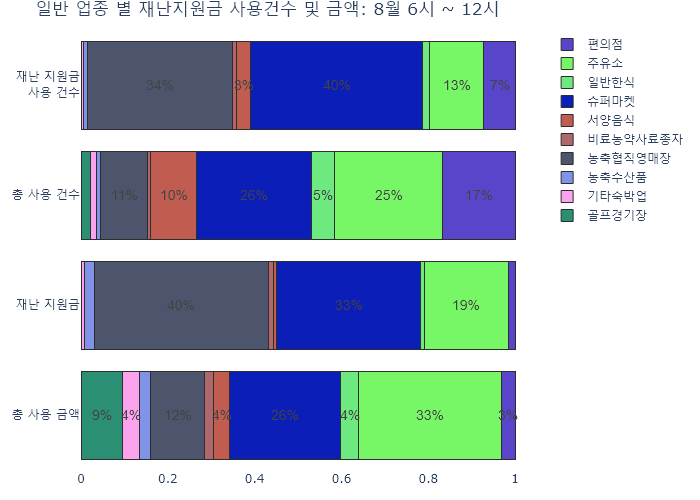 일반 업종 별 재난지원금 사용건수 및 금액: 8월 6시 ~ 12시
재난 지원금
사용 건수
34%
3%
40%
13%
7%
총 사용 건수
11%
10%
26%
5%
25%
17%
재난 지원금
40%
33%
19%
총 사용 금액
9%
4%
12%
4%
26%
4%
33%
3%
0
0.2
0.4
0.6
0.8
1
편의점
주유소
일반한식
슈퍼마켓
서양음식
비료농약사료종자
농축협직영매장
농축수산품
기타숙박업
골프경기장